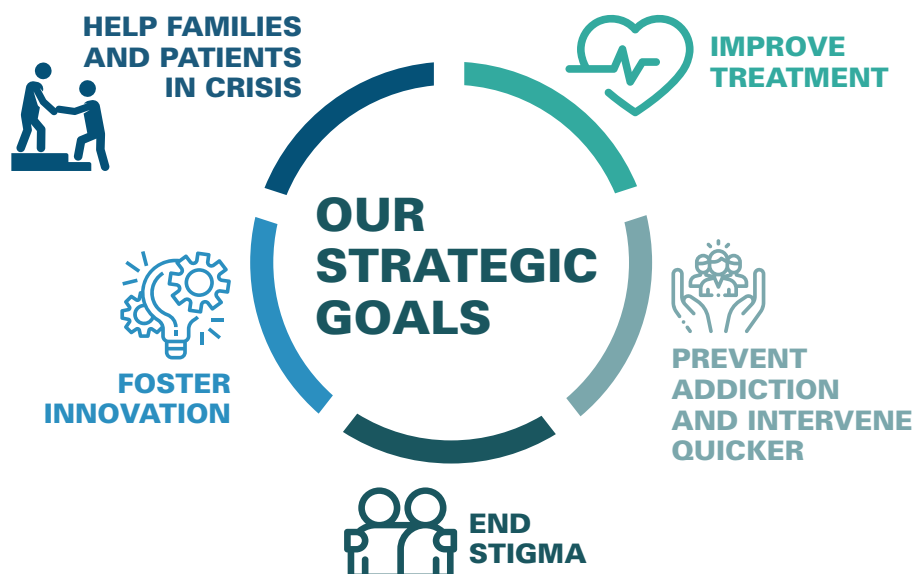 HELP FAMILIES
AND PATIENTS
IN CRISIS
IMPROVE
TREATMENT
OUR
STRATEGIC
GOALS
PREVENT
ADDICTION
AND INTERVENE
QUICKER
FOSTER
INNOVATION
END
STIGMA